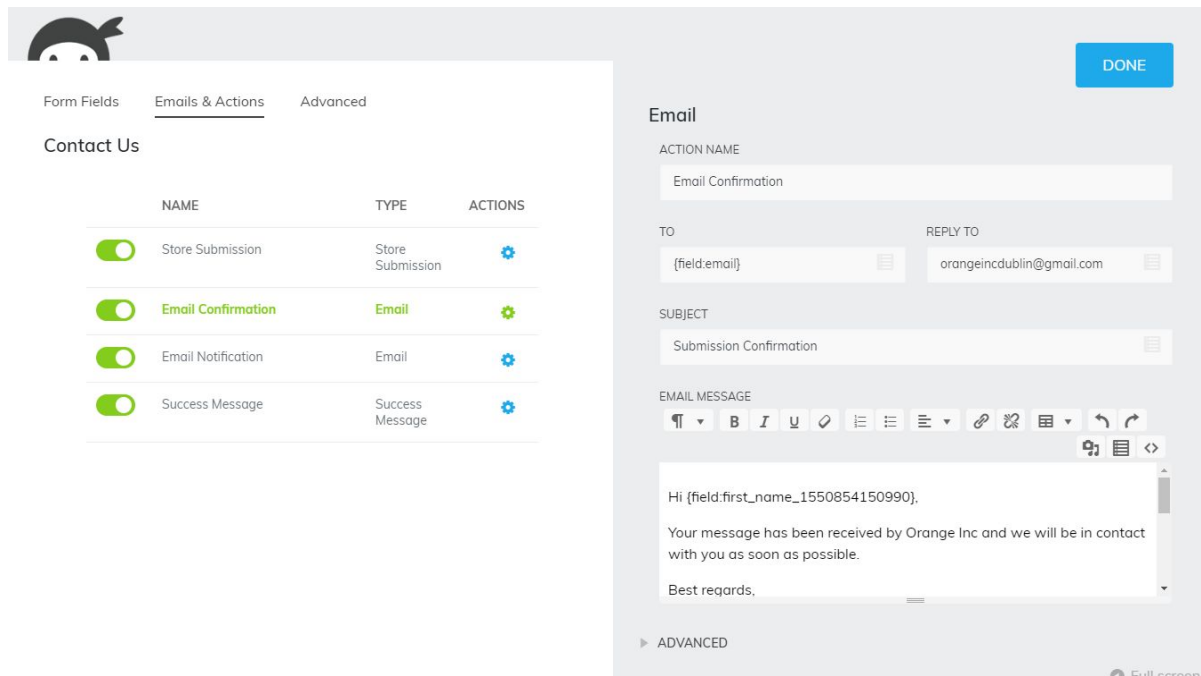 DONE
Form Fields Emails & Actions Advanced
Contact Us
NAME TYPE ACTIONS
Store Submission Store
Submission
Email Confirmation Email
Email Notification Email
Success Message Success
Message
Email
ACTION NAME
Email Confirmation
TO REPLY TO
{field:email} orangeincdublin@gmail.com
SUBJECT
Submission Confirmation
EMAIL MESSAGE
B I U
Hi {field:first_name_1550854150990},
Your message has been received by Orange Inc and we will be in contact
with you as soon as possible.
Best regards,
ADVANCED
Full screen